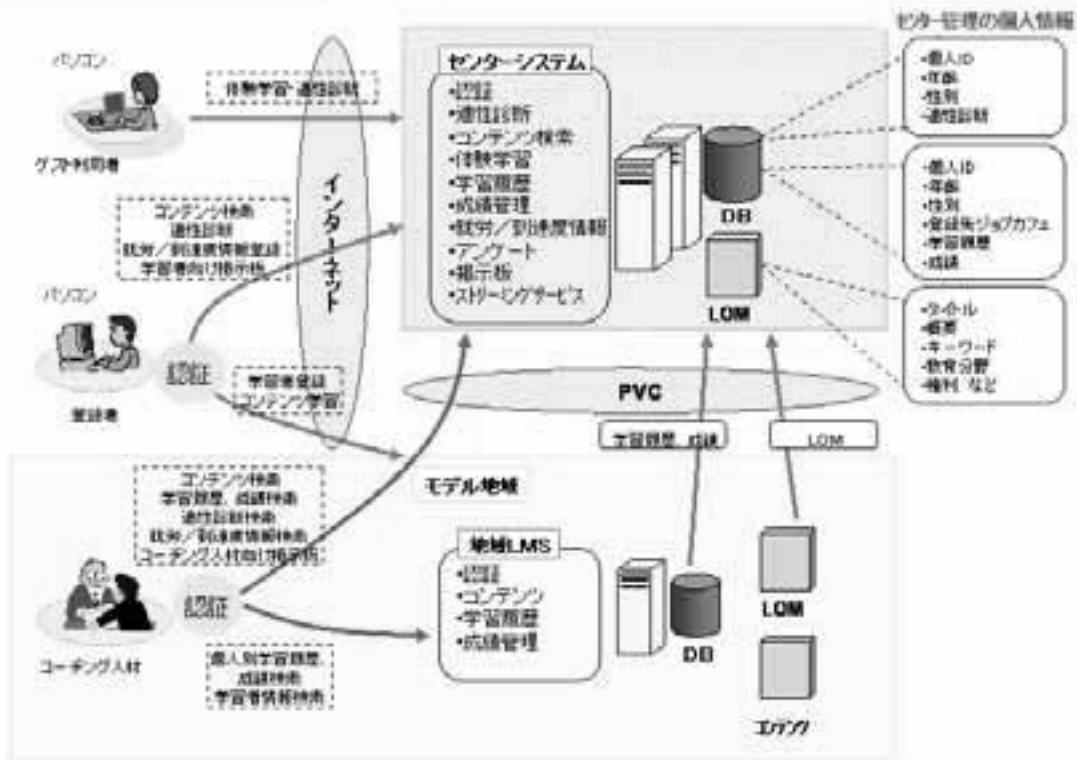 センター管理の個人情報
パソコン
ゲスト利用者
体験学習・適性診断
インターネット
センターシステム
•認証
•適性診断
•コンテンツ検索
•体験学習
•学習履歴
•成績管理
•就労／到達度情報
•アンケート
•掲示板
•ストリーミングサービス
DB
LOM
•個人ID
•年齢
•性別
•適性診断
•個人ID
•年齢
•性別
•登録先ジョブカフェ
•学習履歴
•成績
•タイトル
•概要
•キーワード
•教育分野
•権利 など
コンテンツ検索
適性診断
就労／到達度情報登録
学習者向け掲示板
パソコン
登録者
認証
学習者登録
コンテンツ学習
PVC
学習履歴、成績
LOM
モデル地域
コンテンツ検索
学習履歴、成績検索
適性診断検索
就労／到達度情報検索
コーチング人材向け掲示板
コーチング人材
認証
個人別学習履歴、
成績検索
学習者情報検索
地域LMS
•認証
•コンテンツ
•学習履歴
•成績管理
DB
LOM
コンテンツ